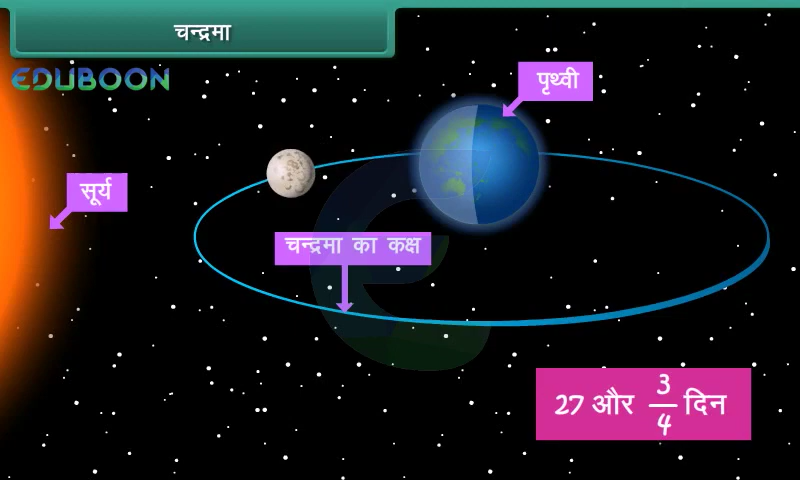 चन्द्रमा
EDUBOON
पृथ्वी
सूर्य
चन्द्रमा का कक्ष
27 और 3/4 दिन